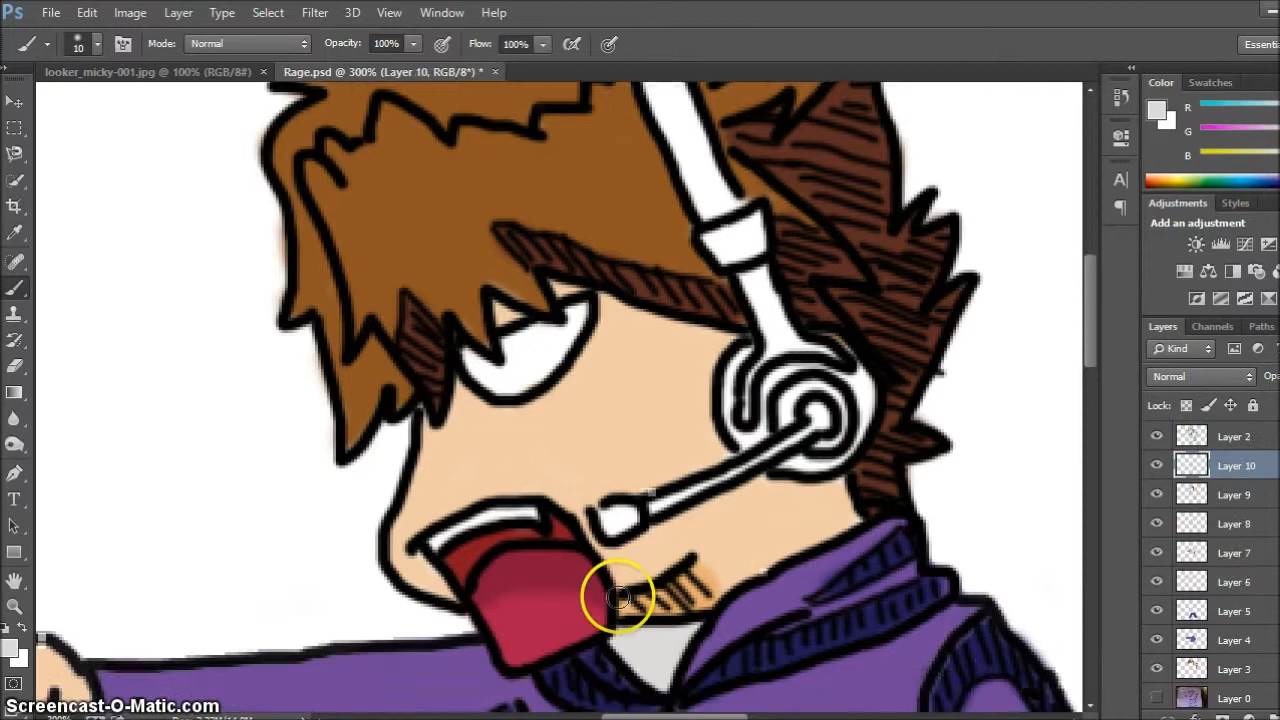 Ps File Edit Image Layer Type Select Filter 3D View Window Help
10 Mode: Normal Opacity: 100% Flow: 100% Essenti
looker_micky-001.jpg @ 100% (RGB/8#) × Rage.psd @ 300% (Layer 10, RGB/8*) * ×
Color Swatches
R
G
B
Adjustments Styles
Add an adjustment
Layers Channels Paths
Kind
Normal Opa
Lock:
Layer 2
Layer 10
Layer 9
Layer 8
Layer 7
Layer 6
Layer 5
Layer 4
Layer 3
Layer 0
Screencast-O-Matic.com